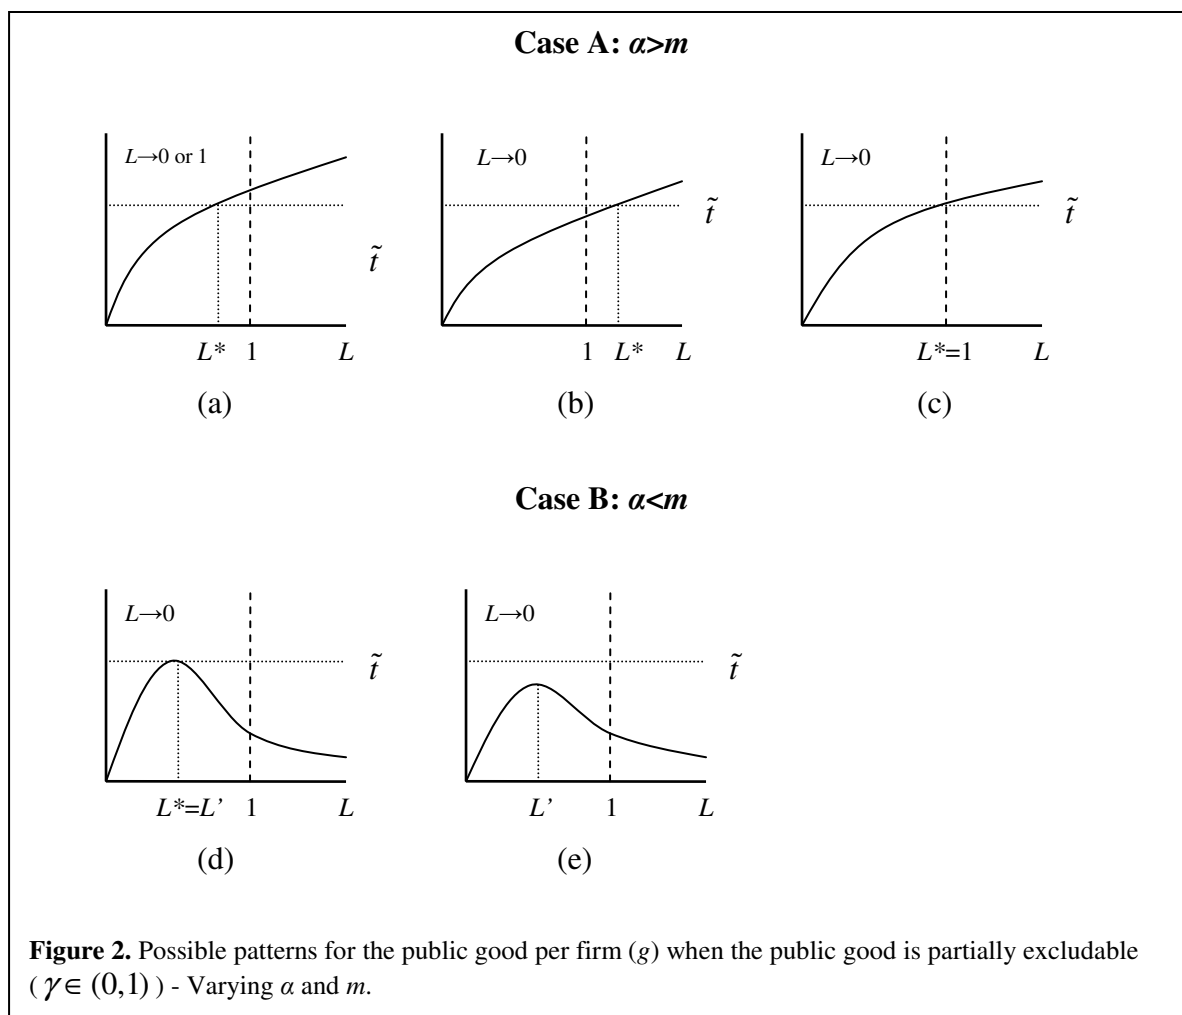 Case A: α>m
L→0 or 1
L→0
L→0
t̃
t̃
t̃
L* 1 L
1 L* L
L*=1 L
(a)
(b)
(c)
Case B: α<m
L→0
L→0
t̃
t̃
L*=L’ 1 L
L’ 1 L
(d)
(e)
Figure 2. Possible patterns for the public good per firm (g) when the public good is partially excludable
( γ∈ (0,1) ) - Varying α and m.